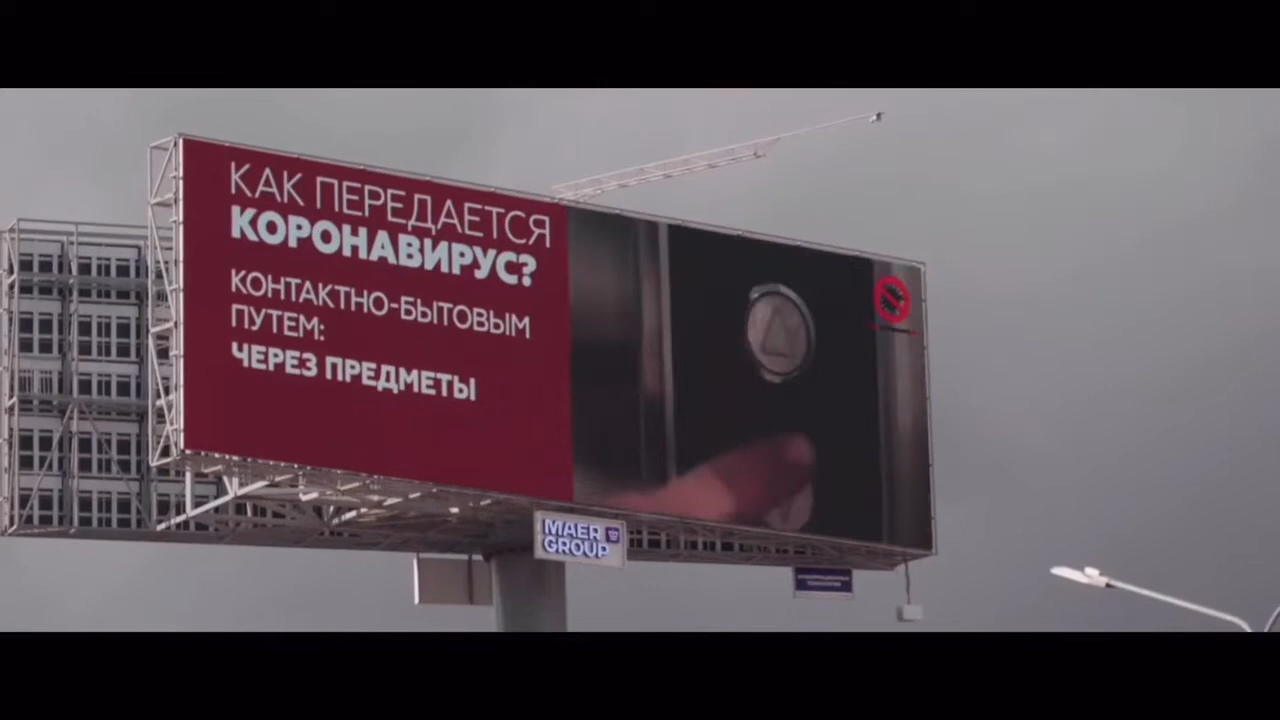 КАК ПЕРЕДАЕТСЯ
КОРОНАВИРУС?
КОНТАКТНО-БЫТОВЫМ
ПУТЕМ:
ЧЕРЕЗ ПРЕДМЕТЫ
MAER
GROUP